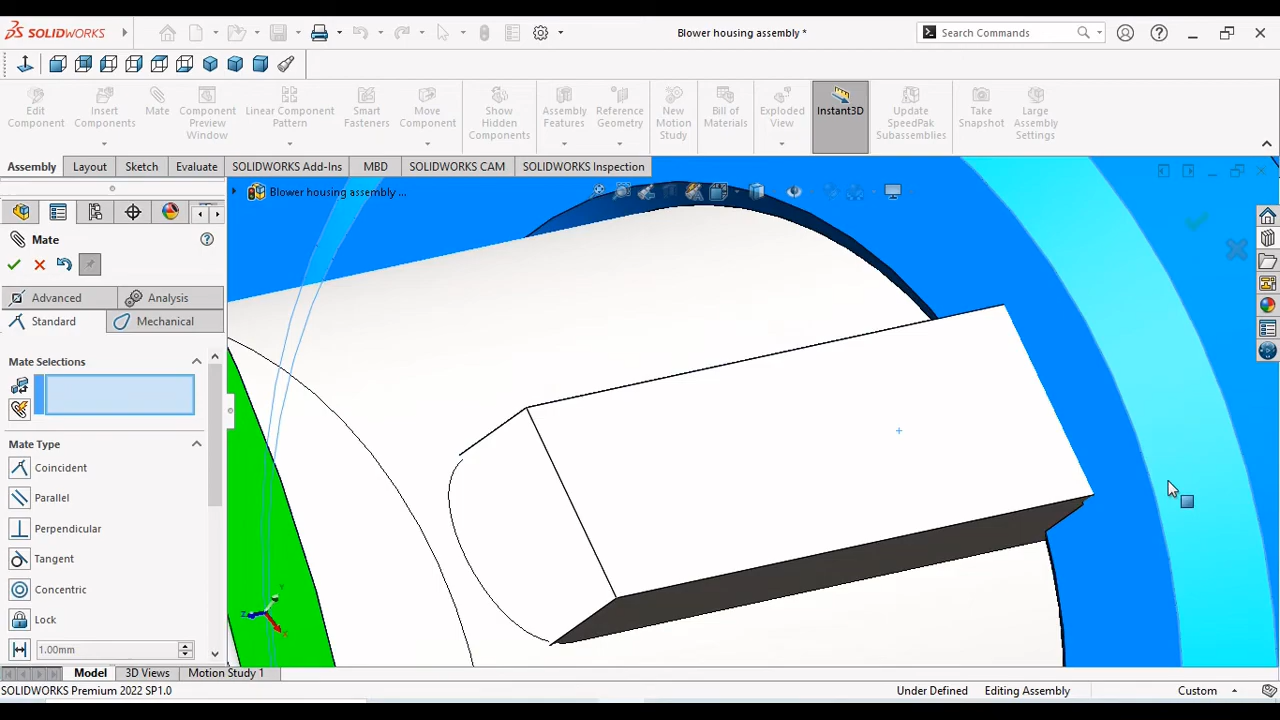 SOLIDWORKS
Blower housing assembly *
Search Commands
Edit Component
Insert Components
Mate
Component Preview Window
Linear Component Pattern
Smart Fasteners
Move Component
Show Hidden Components
Assembly Features
Reference Geometry
New Motion Study
Bill of Materials
Exploded View
Instant3D
Update SpeedPak Subassemblies
Take Snapshot
Large Assembly Settings
Assembly
Layout
Sketch
Evaluate
SOLIDWORKS Add-Ins
MBD
SOLIDWORKS CAM
SOLIDWORKS Inspection
Blower housing assembly ...
Mate
Advanced
Analysis
Standard
Mechanical
Mate Selections
Mate Type
Coincident
Parallel
Perpendicular
Tangent
Concentric
Lock
1.00mm
Y
Z
X
Model
3D Views
Motion Study 1
SOLIDWORKS Premium 2022 SP1.0
Under Defined
Editing Assembly
Custom